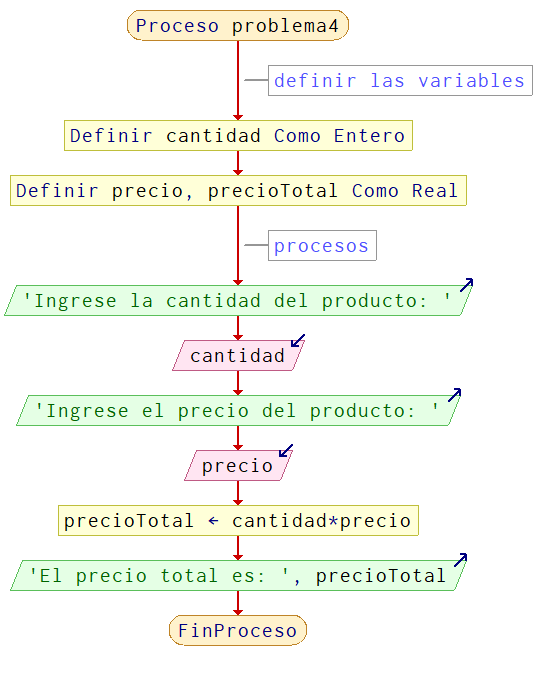 Proceso problema4
definir las variables
Definir cantidad Como Entero
Definir precio, precioTotal Como Real
procesos
'Ingrese la cantidad del producto: '
cantidad
'Ingrese el precio del producto: '
precio
precioTotal ← cantidad*precio
'El precio total es: ', precioTotal
FinProceso